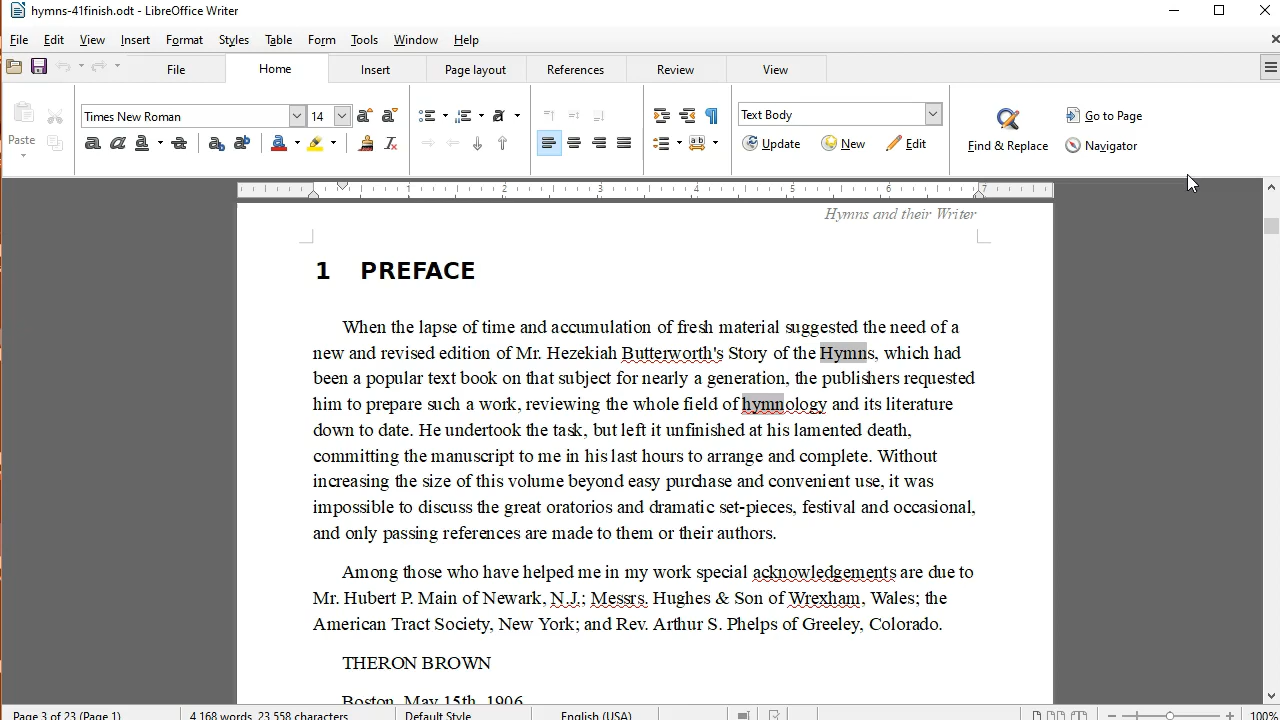 hymns-41finish.odt - LibreOffice Writer
File Edit View Insert Format Styles Table Form Tools Window Help
File Home Insert Page layout References Review View
Times New Roman 14 Text Body Go to Page
Paste Update New Edit Find & Replace Navigator
1 2 3 4 5 6 7
Hymns and their Writer
1 PREFACE
When the lapse of time and accumulation of fresh material suggested the need of a
new and revised edition of Mr. Hezekiah Butterworth's Story of the Hymns, which had
been a popular text book on that subject for nearly a generation, the publishers requested
him to prepare such a work, reviewing the whole field of hymnology and its literature
down to date. He undertook the task, but left it unfinished at his lamented death,
committing the manuscript to me in his last hours to arrange and complete. Without
increasing the size of this volume beyond easy purchase and convenient use, it was
impossible to discuss the great oratorios and dramatic set-pieces, festival and occasional,
and only passing references are made to them or their authors.
Among those who have helped me in my work special acknowledgements are due to
Mr. Hubert P. Main of Newark, N.J.; Messrs. Hughes & Son of Wrexham, Wales; the
American Tract Society, New York; and Rev. Arthur S. Phelps of Greeley, Colorado.
THERON BROWN
Boston, May 15th, 1906
Page 3 of 23 (Page 1) 4,168 words, 23,558 characters Default Style English (USA) 100%